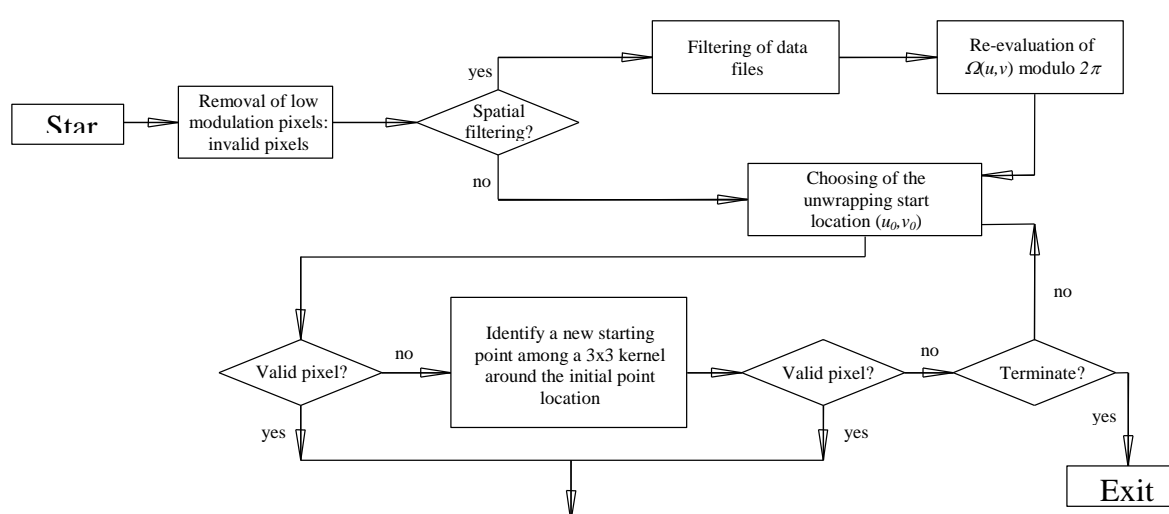 Filtering of data
files
Re-evaluation of
Ω(u,v) modulo 2π
yes
Star
Removal of low
modulation pixels:
invalid pixels
Spatial
filtering?
no
Choosing of the
unwrapping start
location (u₀,v₀)
no
Identify a new starting
point among a 3x3 kernel
around the initial point
location
Valid pixel?
no
Valid pixel?
no
Terminate?
yes
yes
yes
Exit